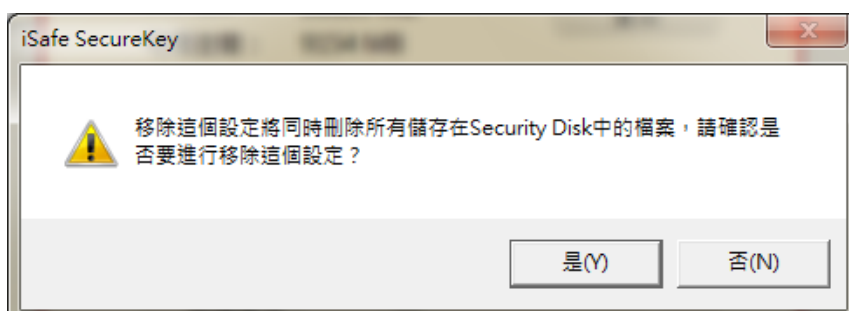 iSafe SecureKey
移除這個設定將同時刪除所有儲存在Security Disk中的檔案，請確認是
否要進行移除這個設定？
是(Y)
否(N)